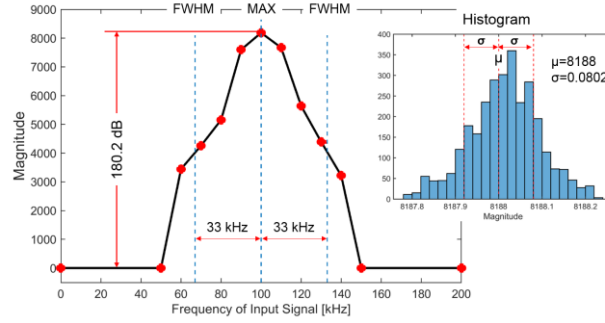 FWHM MAX FWHM
9000
8000
7000
6000
5000
4000
3000
2000
1000
0
Magnitude
180.2 dB
33 kHz 33 kHz
0 20 40 60 80 100 120 140 160 180 200
Frequency of Input Signal [kHz]
Histogram
400
350
300
250
200
150
100
50
0
σ σ
μ
μ=8188
σ=0.0802
8187.8 8187.9 8188 8188.1 8188.2
Magnitude